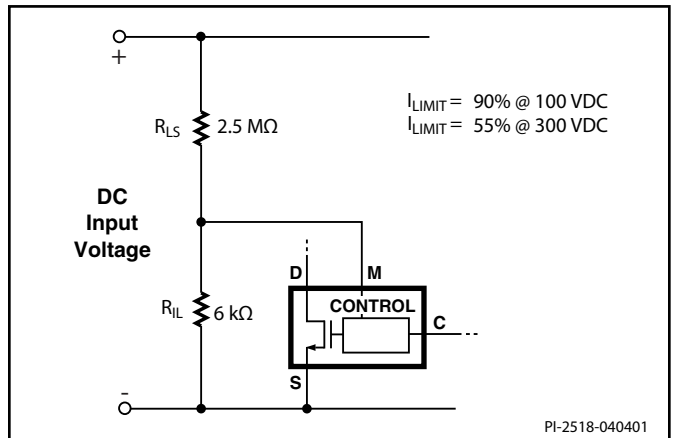 +
I_LIMIT = 90% @ 100 VDC
I_LIMIT = 55% @ 300 VDC
R_LS 2.5 MΩ
DC
Input
Voltage
D M
CONTROL
C
R_IL 6 kΩ
S
-
PI-2518-040401